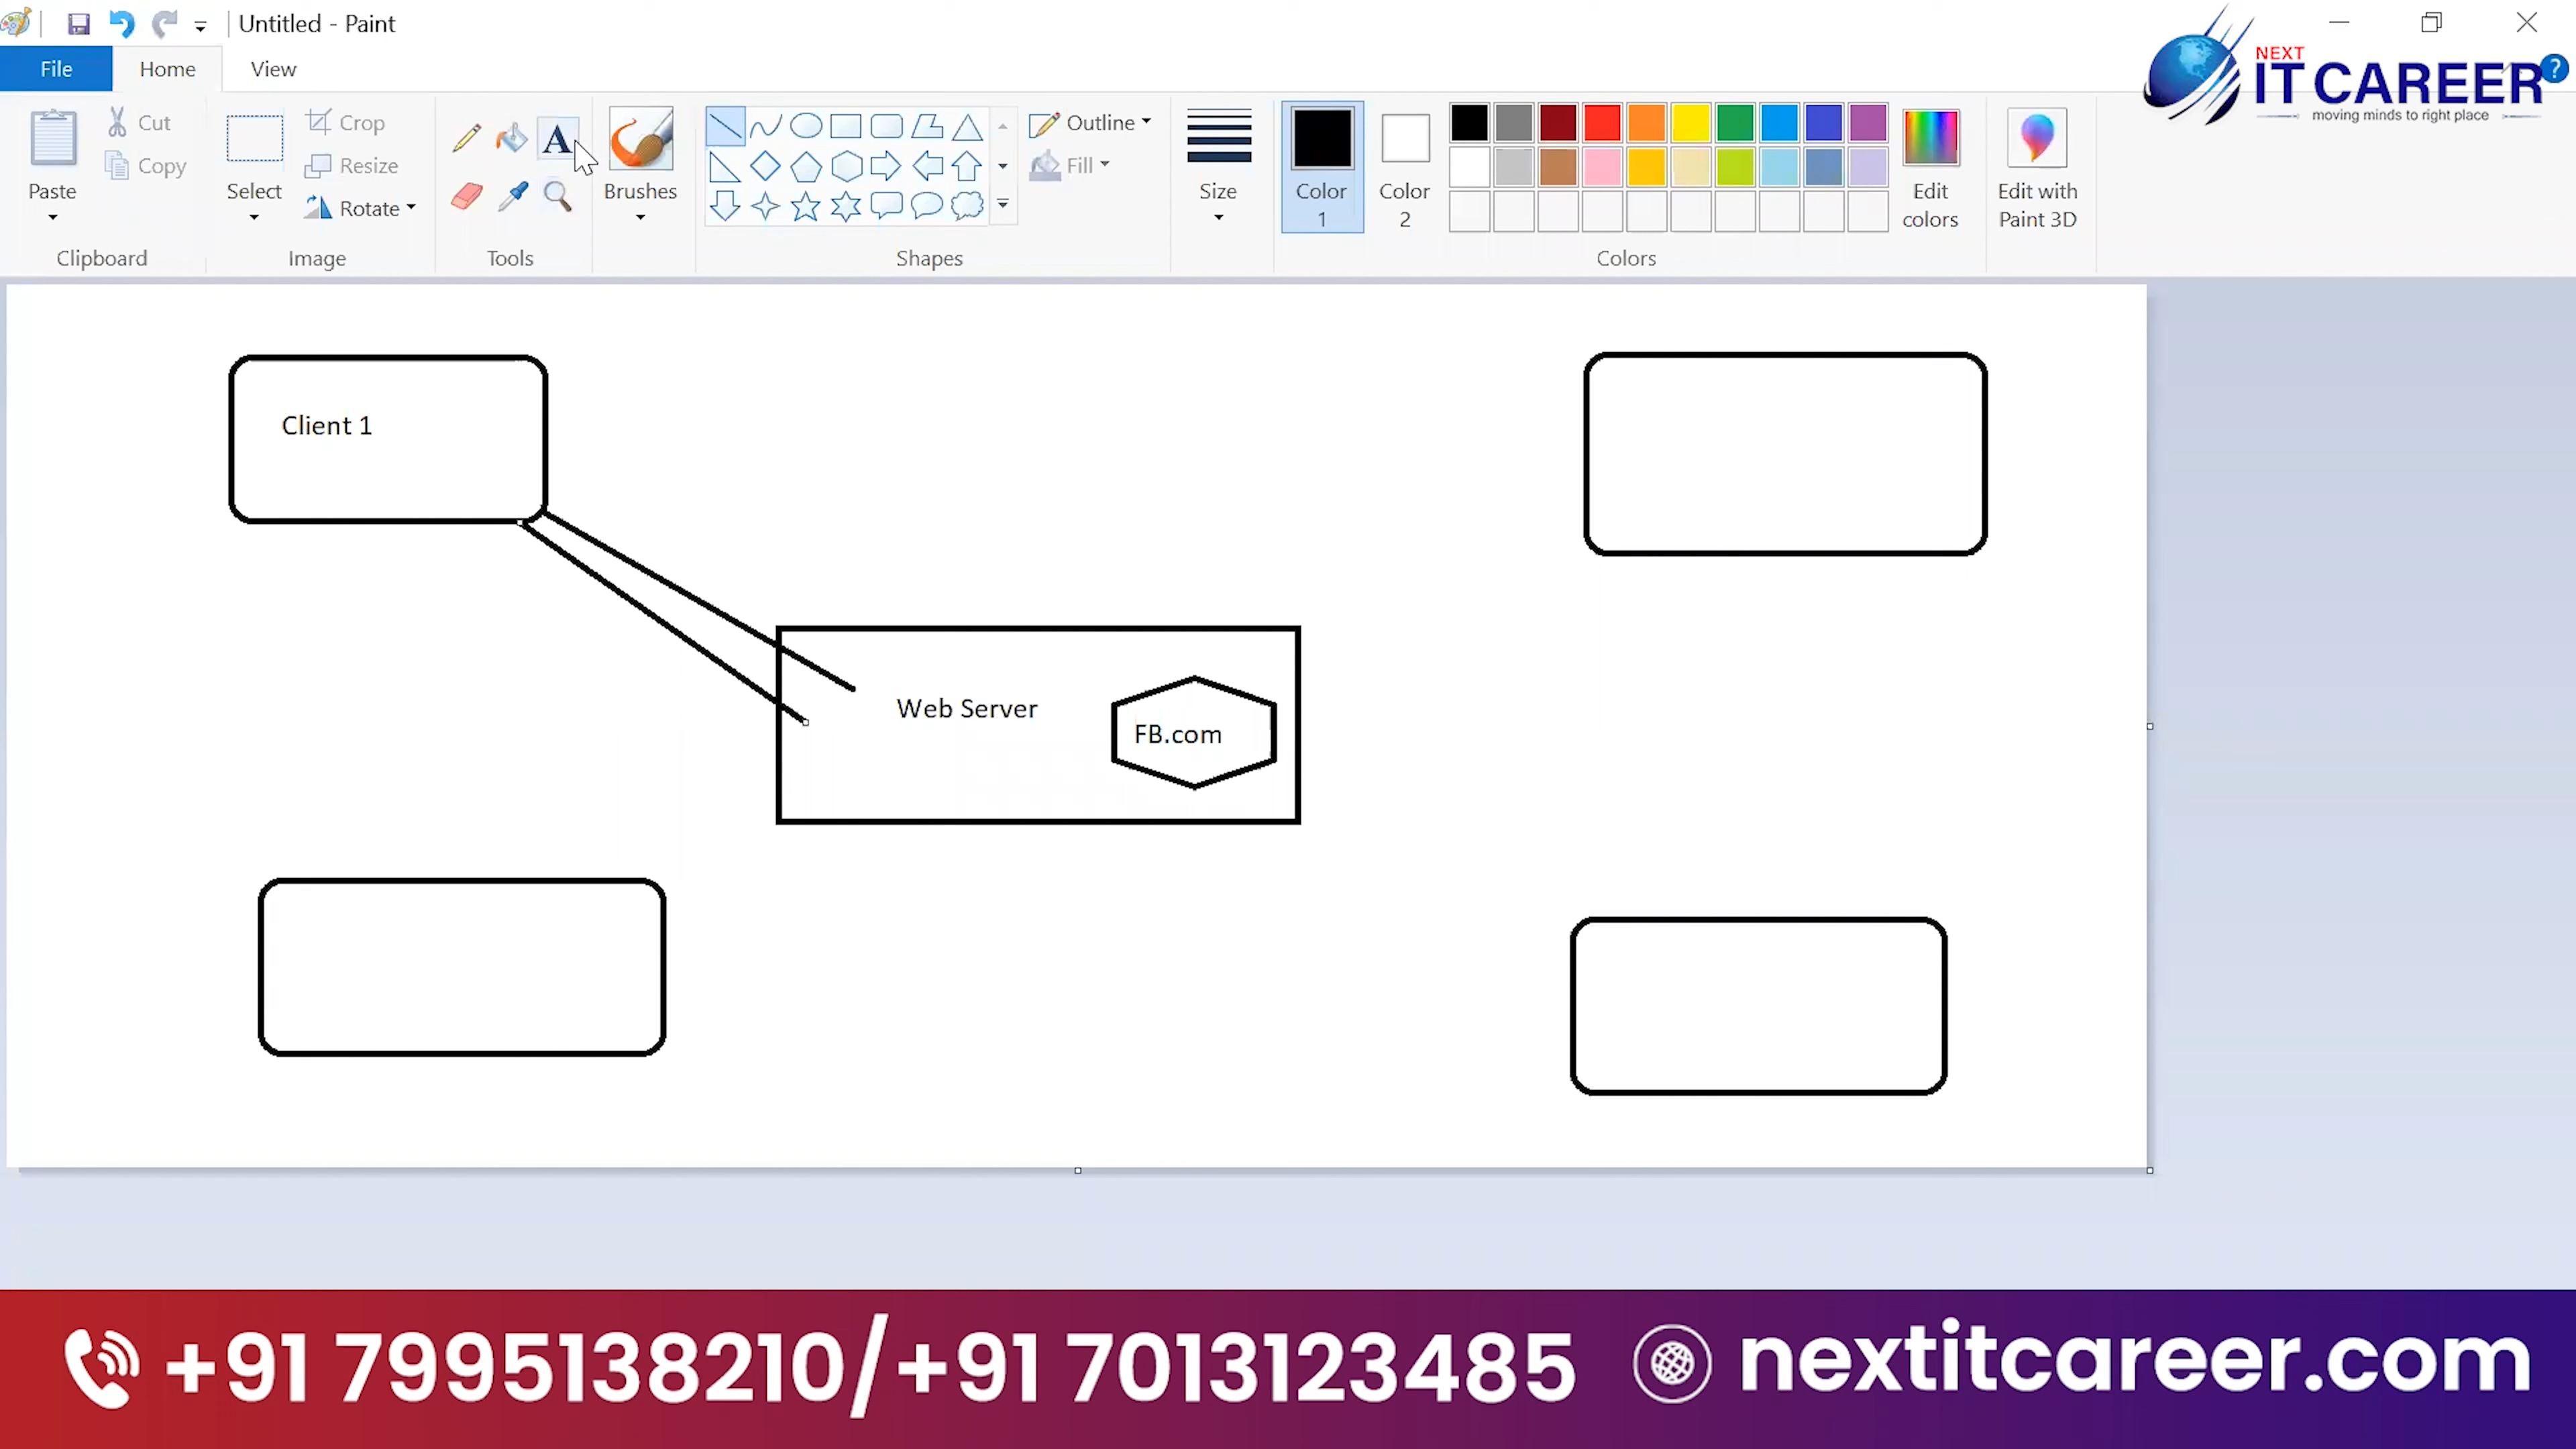 Untitled - Paint
File Home View
NEXT
IT CAREER
moving minds to right place
?
Paste
Cut
Copy
Clipboard
Select
Crop
Resize
Rotate
Image
A
Tools
Brushes
Shapes
Outline
Fill
Size
Color 1
Color 2
Colors
Edit colors
Edit with Paint 3D
Client 1
Web Server
FB.com
+91 7995138210/+91 7013123485
nextitcareer.com